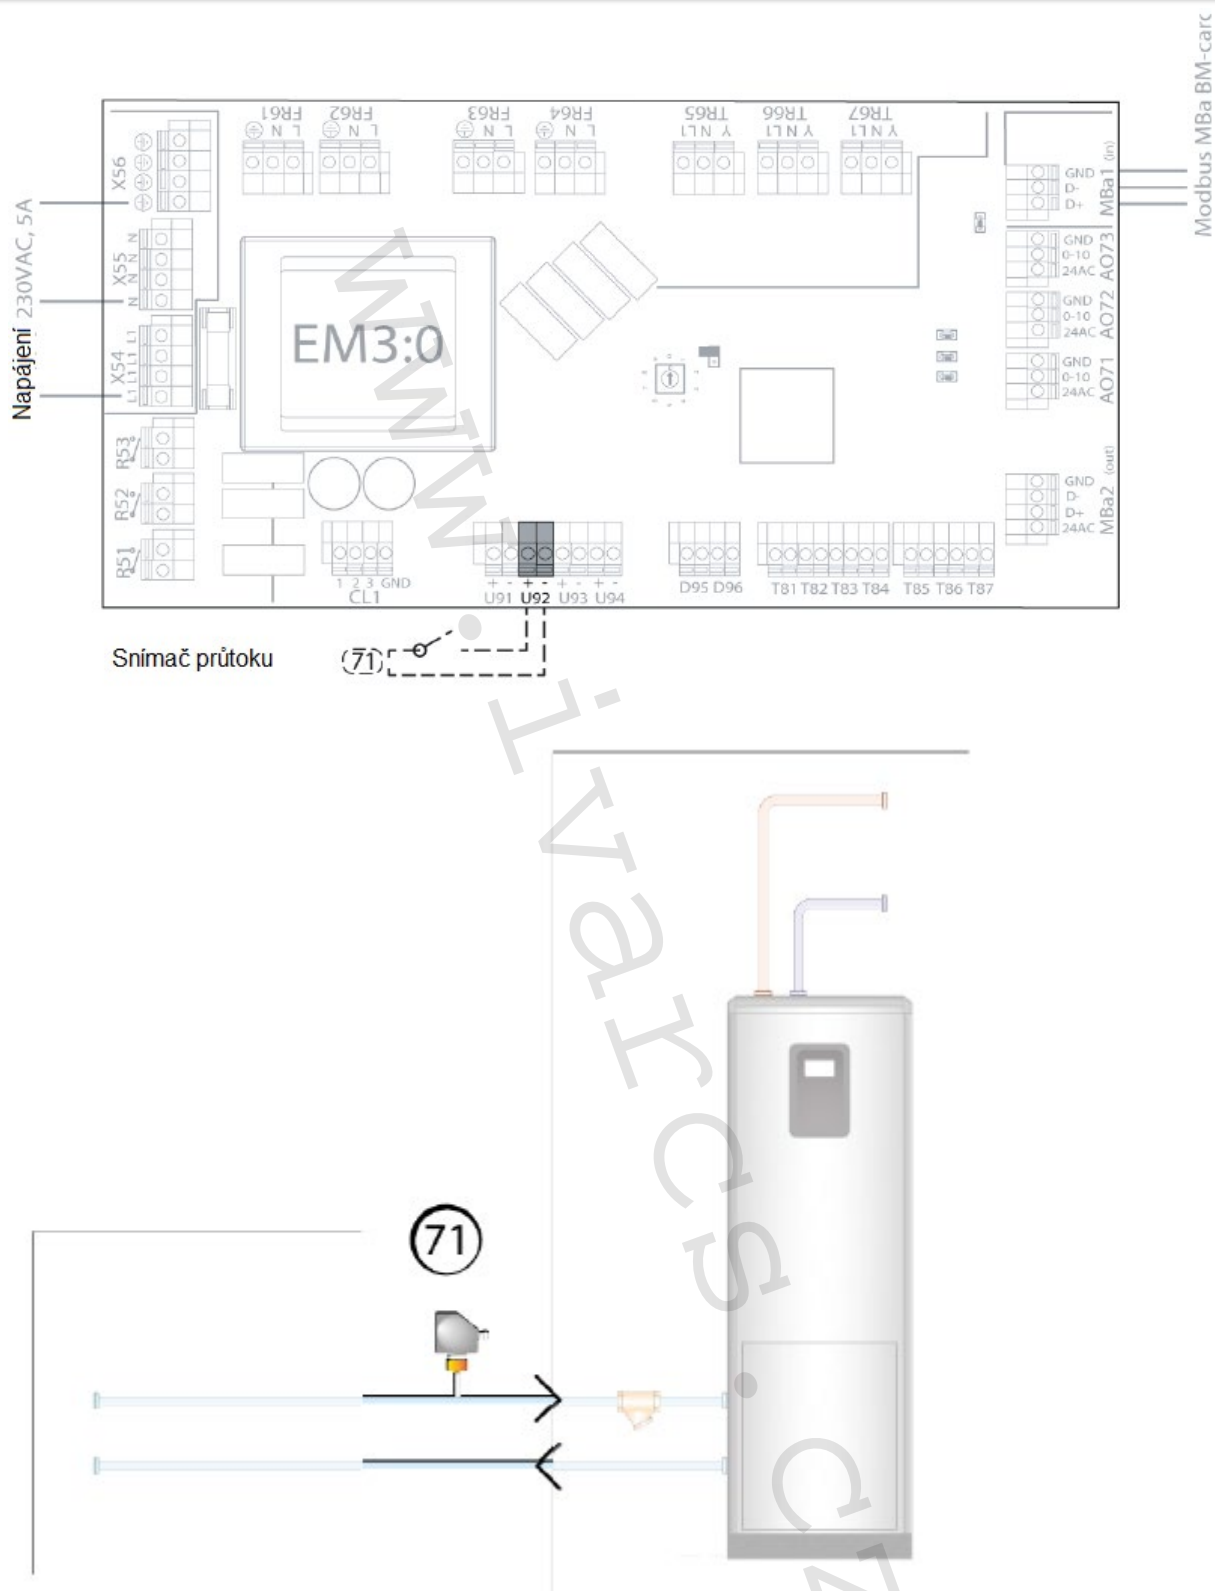 Modbus MBa BM-card
FR61 FR62 FR63 FR64 TR65 TR66 TR67
L N L N L N L N Y N L1 Y N L1 Y N L1
X56
Napájení 230VAC, 5A
X55
N N N N
X54
L1 L1 L1 L1
R53
R52
R51
EM3:0
GND
D-
D+
MBa1 (in)
GND
0-10
24AC
AO73
GND
0-10
24AC
AO72
GND
0-10
24AC
AO71
GND
D-
D+
24AC
MBa2 (out)
1 2 3 GND
CL1
+ - + - + - + -
U91 U92 U93 U94
D95 D96
T81 T82 T83 T84
T85 T86 T87
Snímač průtoku
71
71
www.ivarcs.cz